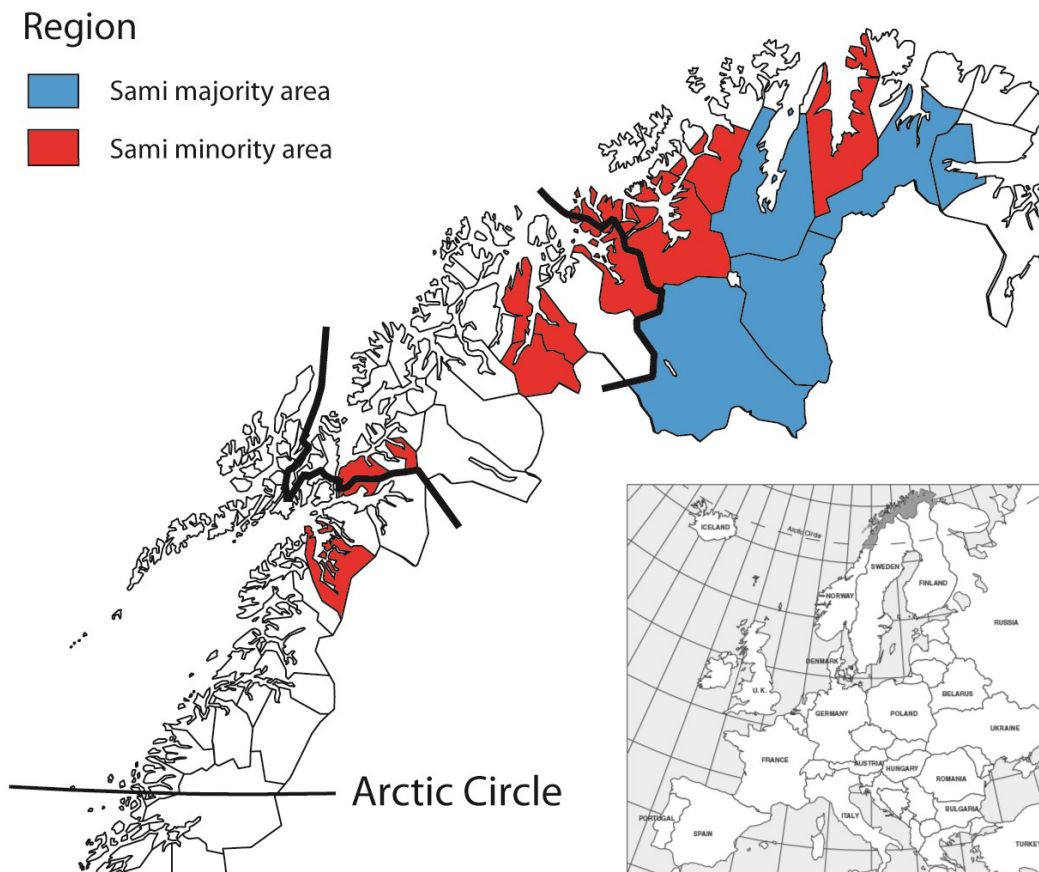 Region
Sami majority area
Sami minority area
Arctic Circle
ICELAND
Arctic Circle
SWEDEN
FINLAND
NORWAY
RUSSIA
DENMARK
U.K.
BELARUS
GERMANY
POLAND
UKRAINE
FRANCE
AUSTRIA
HUNGARY
ROMANIA
BULGARIA
ITALY
PORTUGAL
SPAIN
TURKEY